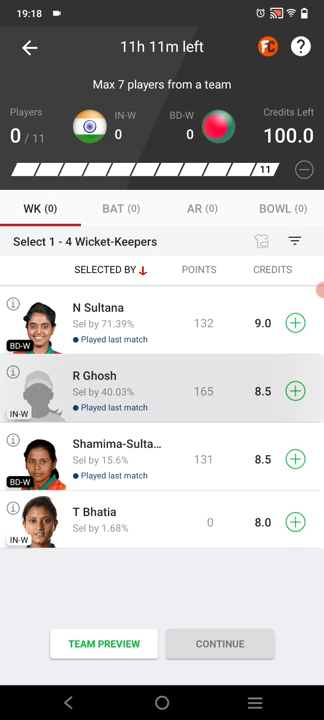 19:18
11h 11m left
FC
?
Max 7 players from a team
Players
IN-W
BD-W
Credits Left
0 / 11
0
0
100.0
11
WK (0)
BAT (0)
AR (0)
BOWL (0)
Select 1 - 4 Wicket-Keepers
SELECTED BY
POINTS
CREDITS
N Sultana
Sel by 71.39%
132
9.0
Played last match
BD-W
R Ghosh
Sel by 40.03%
165
8.5
Played last match
IN-W
Shamima-Sulta...
Sel by 15.6%
131
8.5
Played last match
BD-W
T Bhatia
Sel by 1.68%
0
8.0
IN-W
TEAM PREVIEW
CONTINUE